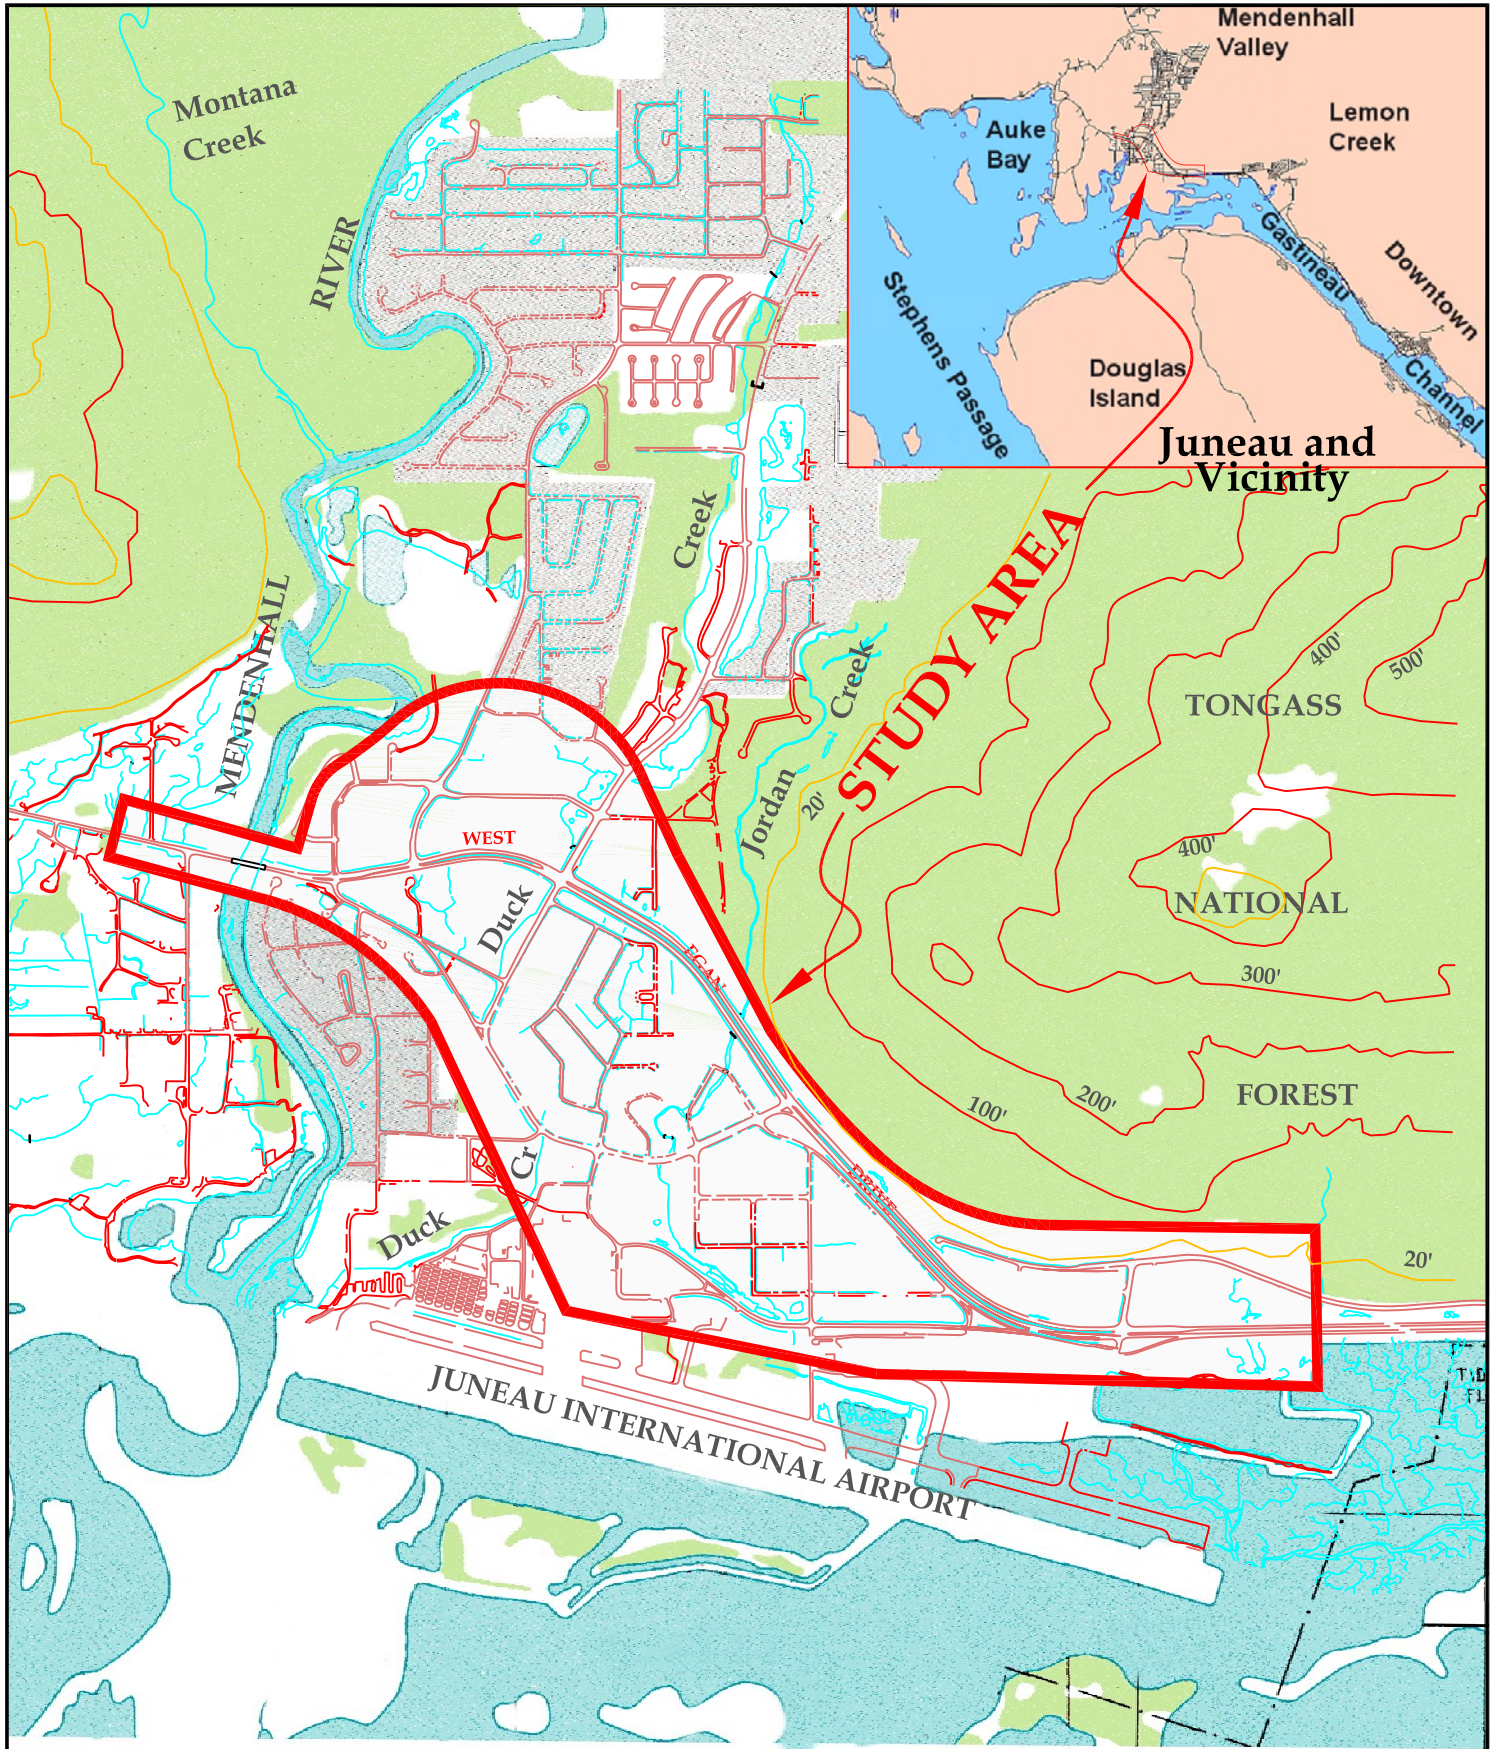 Mendenhall
Valley
Lemon
Creek
Auke
Bay
Gastineau
Channel
Downtown
Stephens Passage
Douglas
Island
Juneau and
Vicinity
Montana
Creek
RIVER
MENDENHALL
Creek
Creek
Jordan
20'
STUDY AREA
400'
500'
TONGASS
400'
NATIONAL
300'
FOREST
200'
100'
WEST
EGAN
DRIVE
Duck
Cr
Duck
20'
JUNEAU INTERNATIONAL AIRPORT